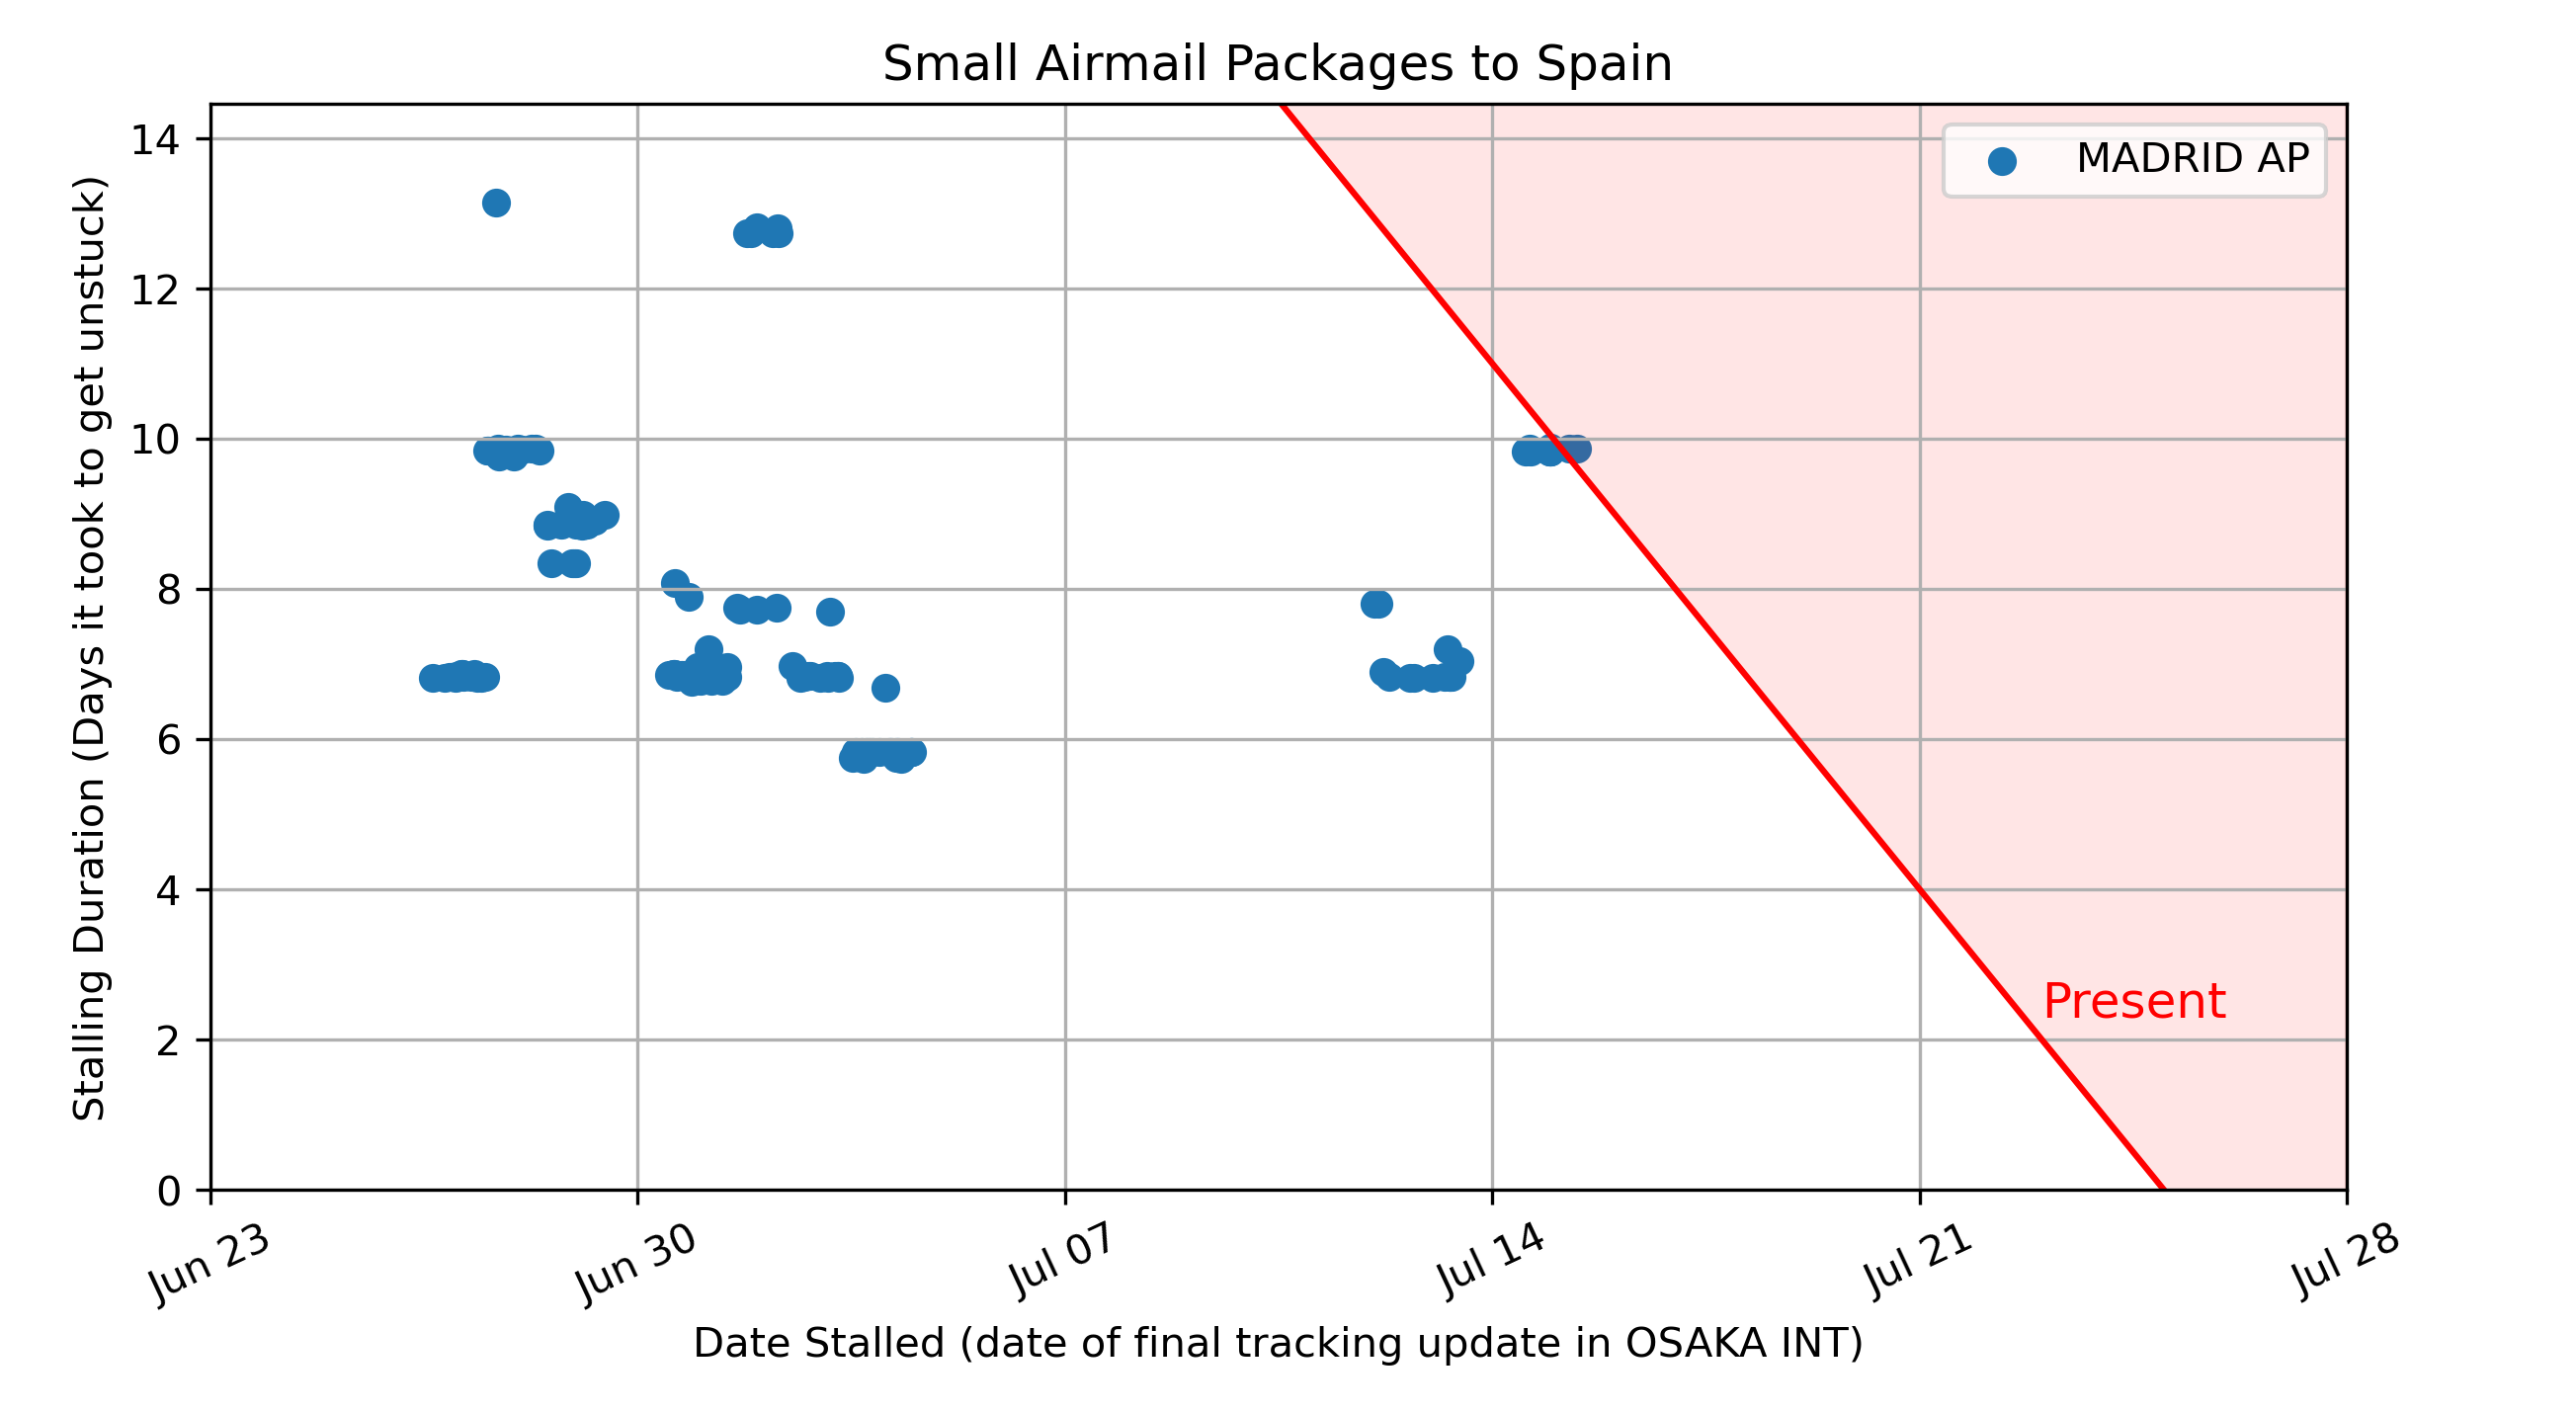 Small Airmail Packages to Spain
MADRID AP
14
12
10
8
6
4
2
0
Stalling Duration (Days it took to get unstuck)
Present
Jun 23
Jun 30
Jul 07
Jul 14
Jul 21
Jul 28
Date Stalled (date of final tracking update in OSAKA INT)